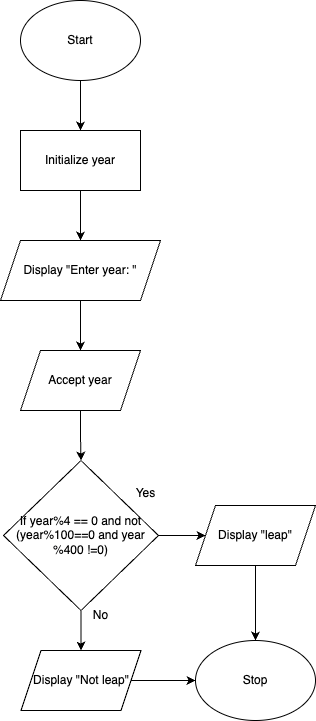 Start
Initialize year
Display "Enter year: "
Accept year
Yes
If year%4 == 0 and not
(year%100==0 and year
%400 !=0)
Display "leap"
No
Display "Not leap"
Stop